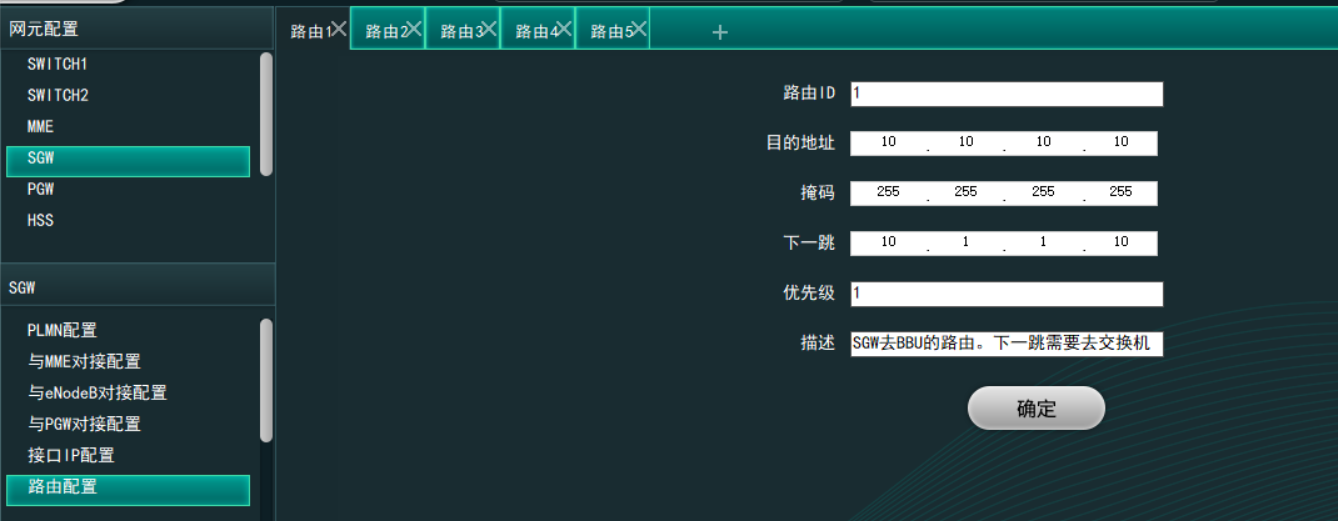 网元配置
SWITCH1
SWITCH2
MME
SGW
PGW
HSS
SGW
PLMN配置
与MME对接配置
与eNodeB对接配置
与PGW对接配置
接口IP配置
路由配置
路由1 路由2 路由3 路由4 路由5 +
路由ID 1
目的地址 10 . 10 . 10 . 10
掩码 255 . 255 . 255 . 255
下一跳 10 . 1 . 1 . 10
优先级 1
描述 SGW去BBU的路由。下一跳需要去交换机
确定